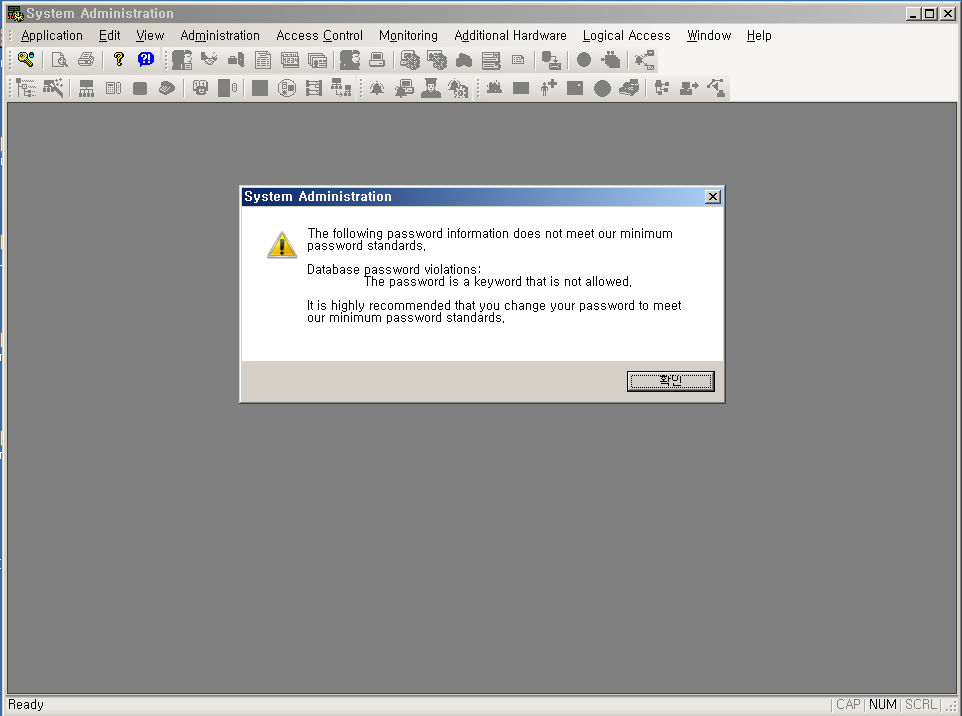 System Administration
Application Edit View Administration Access Control Monitoring Additional Hardware Logical Access Window Help
System Administration
The following password information does not meet our minimum
password standards.
Database password violations:
The password is a keyword that is not allowed.
It is highly recommended that you change your password to meet
our minimum password standards.
확인
Ready
CAP NUM SCRL